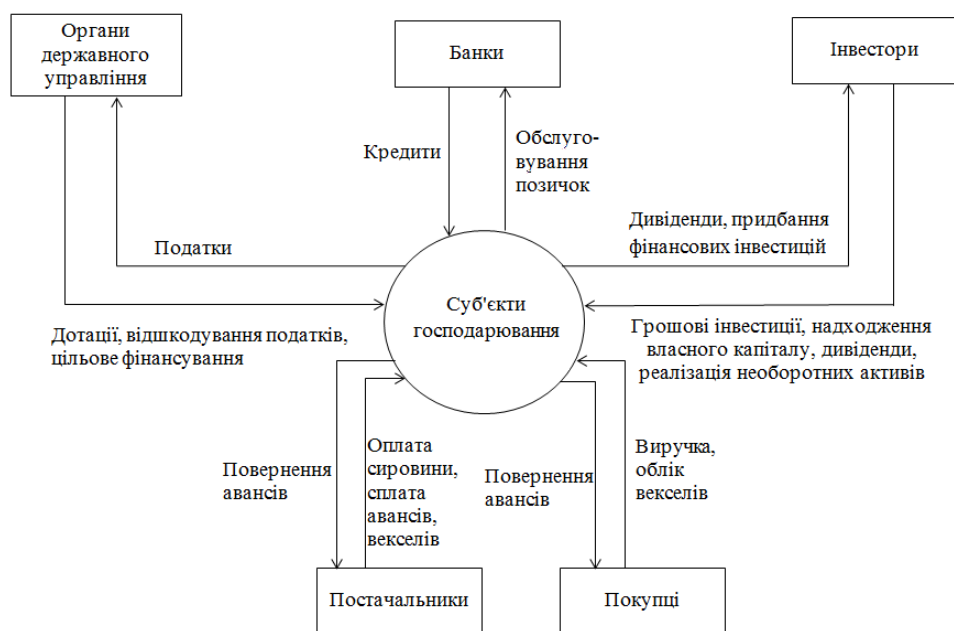 Органи
державного
управління
Банки
Інвестори
Кредити
Обслуго-
вування
позичок
Податки
Дивіденди, придбання
фінансових інвестицій
Суб'єкти
господарювання
Дотації, відшкодування податків,
цільове фінансування
Грошові інвестиції, надходження
власного капіталу, дивіденди,
реалізація необоротних активів
Повернення
авансів
Оплата
сировини,
сплата
авансів,
векселів
Повернення
авансів
Виручка,
облік
векселів
Постачальники
Покупці